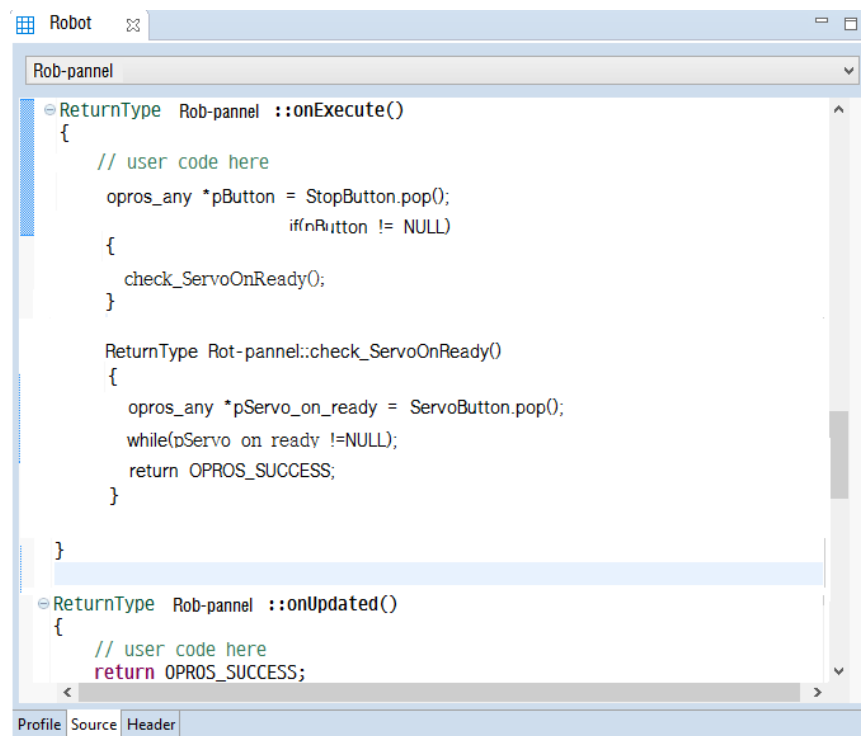 Robot
Rob-pannel
ReturnType Rob-pannel ::onExecute()
{
// user code here
opros_any *pButton = StopButton.pop();
if(pButton != NULL)
{
check_ServoOnReady();
}
ReturnType Rot-pannel::check_ServoOnReady()
{
opros_any *pServo_on_ready = ServoButton.pop();
while(pServo_on_ready !=NULL);
return OPROS_SUCCESS;
}
}
ReturnType Rob-pannel ::onUpdated()
{
// user code here
return OPROS_SUCCESS;
Profile Source Header